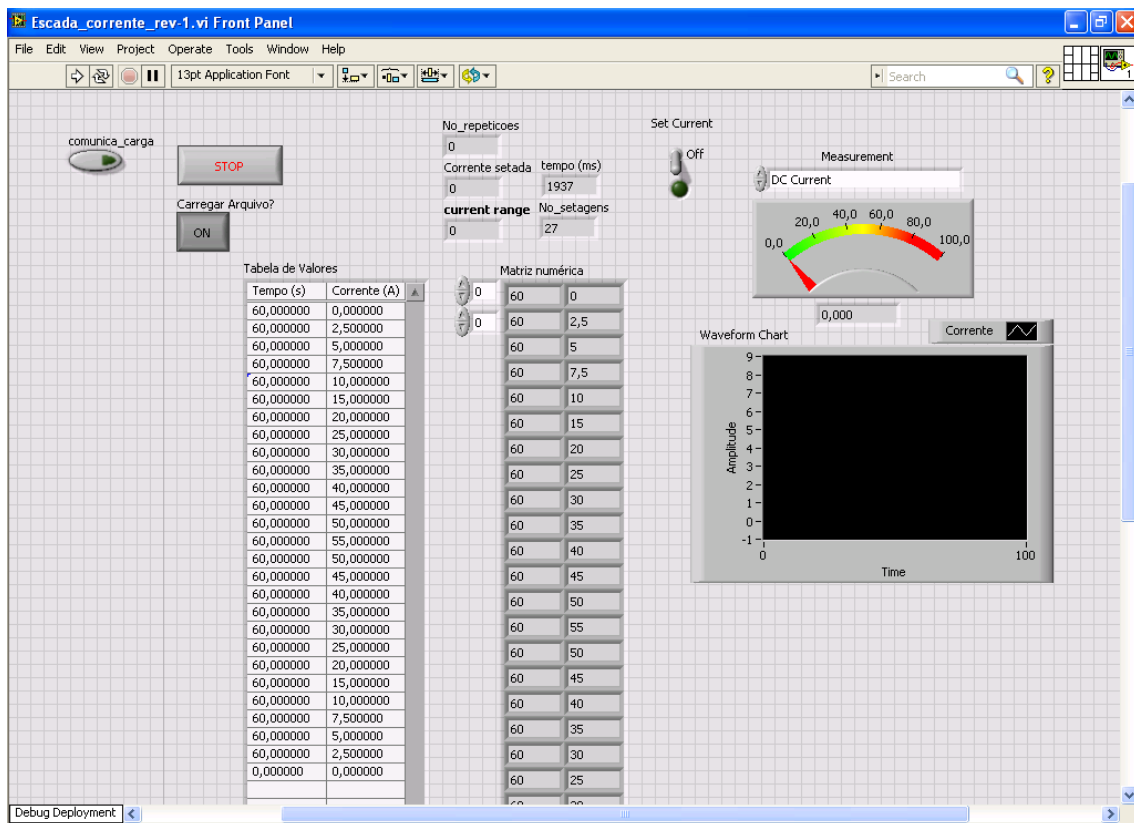 Escada_corrente_rev-1.vi Front Panel
File Edit View Project Operate Tools Window Help
13pt Application Font
Search
1
comunica_carga
STOP
Carregar Arquivo?
ON
No_repeticoes
0
Corrente setada tempo (ms)
0 1937
current range No_setagens
0 27
Set Current
Off
Measurement
DC Current
0,0 20,0 40,0 60,0 80,0 100,0
0,000
Tabela de Valores
Tempo (s) Corrente (A)
60,000000 0,000000
60,000000 2,500000
60,000000 5,000000
60,000000 7,500000
60,000000 10,000000
60,000000 15,000000
60,000000 20,000000
60,000000 25,000000
60,000000 30,000000
60,000000 35,000000
60,000000 40,000000
60,000000 45,000000
60,000000 50,000000
60,000000 55,000000
60,000000 50,000000
60,000000 45,000000
60,000000 40,000000
60,000000 35,000000
60,000000 30,000000
60,000000 25,000000
60,000000 20,000000
60,000000 15,000000
60,000000 10,000000
60,000000 7,500000
60,000000 5,000000
60,000000 2,500000
0,000000 0,000000
Matriz numérica
0
0
60 0
60 2,5
60 5
60 7,5
60 10
60 15
60 20
60 25
60 30
60 35
60 40
60 45
60 50
60 55
60 50
60 45
60 40
60 35
60 30
60 25
Waveform Chart
Corrente
9
8
7
6
5
4
3
2
1
0
-1
Amplitude
0 100
Time
Debug Deployment